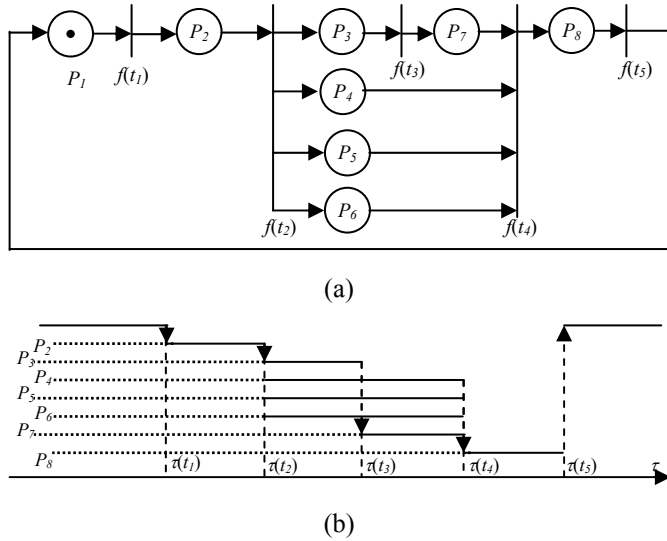 P1 f(t1) P2 P3 f(t3) P7 P8 f(t5)
P4
P5
P6
f(t2) f(t4)
(a)
P2
P3
P4
P5
P6
P7
P8 τ(t1) τ(t2) τ(t3) τ(t4) τ(t5) τ
(b)